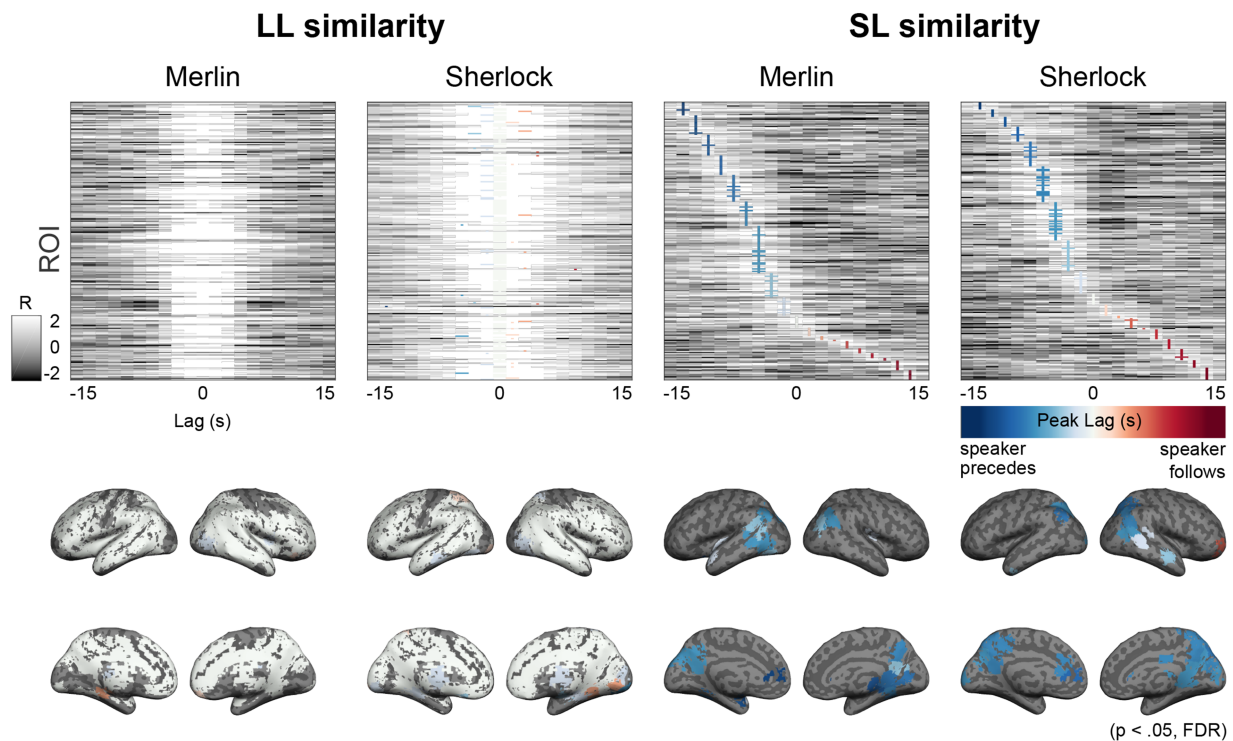 LL similarity
SL similarity
Merlin
Sherlock
Merlin
Sherlock
ROI
R
2
0
-2
-15 0 15
-15 0 15
-15 0 15
-15 0 15
Lag (s)
Peak Lag (s)
speaker precedes
speaker follows
(p < .05, FDR)